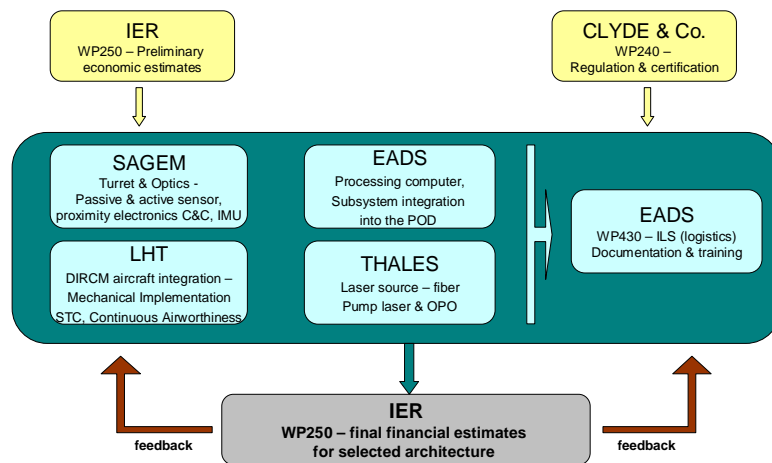 IER
WP250 – Preliminary
economic estimates
CLYDE & Co.
WP240 –
Regulation & certification
SAGEM
Turret & Optics -
Passive & active sensor,
proximity electronics C&C, IMU
EADS
Processing computer,
Subsystem integration
into the POD
LHT
DIRCM aircraft integration –
Mechanical Implementation
STC, Continuous Airworthiness
THALES
Laser source – fiber
Pump laser & OPO
EADS
WP430 – ILS (logistics)
Documentation & training
IER
WP250 – final financial estimates
for selected architecture
feedback
feedback